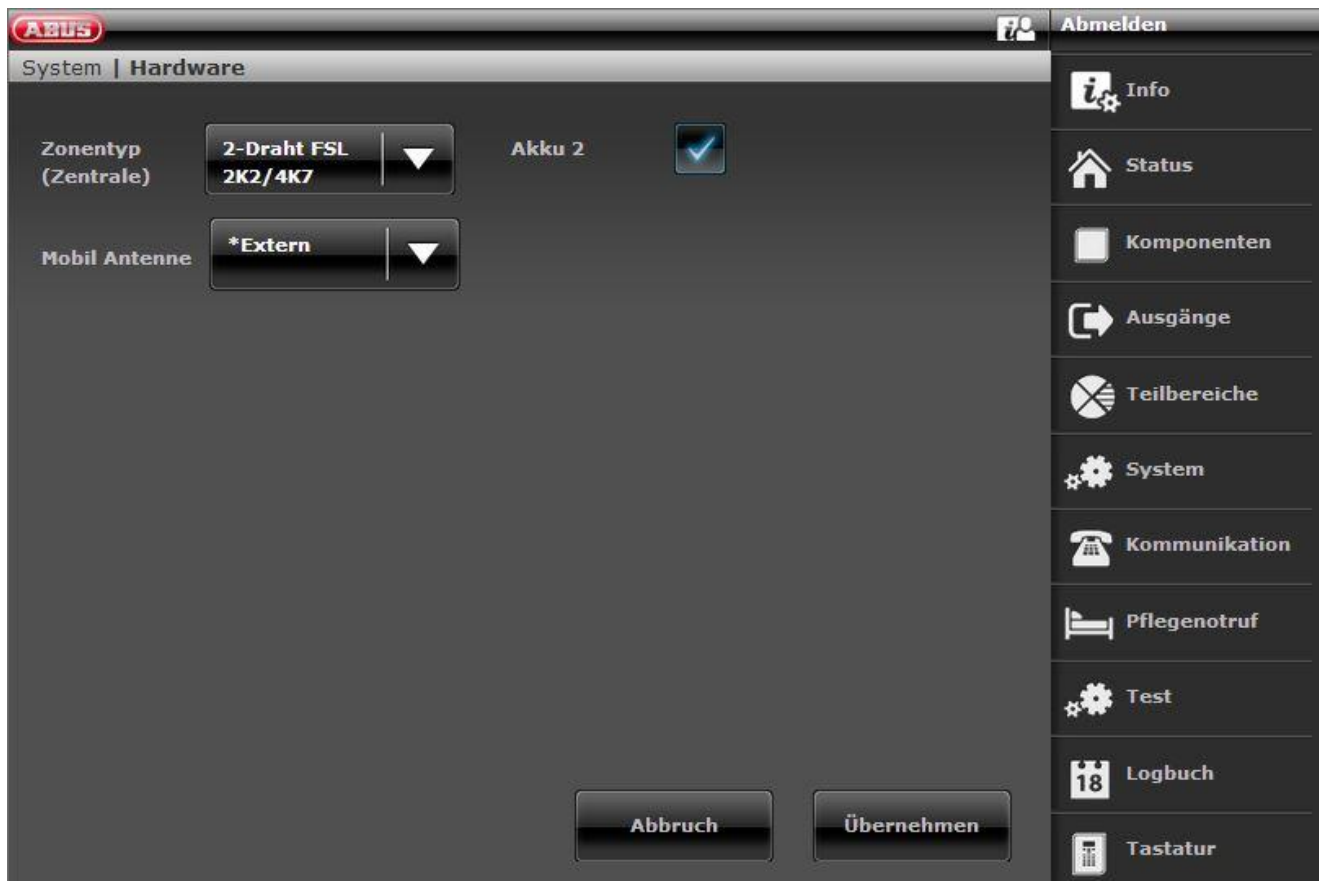 ABUS
Abmelden
System | Hardware
Zonentyp
(Zentrale)
2-Draht FSL
2K2/4K7
Akku 2
Mobil Antenne
*Extern
Abbruch
Übernehmen
Info
Status
Komponenten
Ausgänge
Teilbereiche
System
Kommunikation
Pflegenotruf
Test
18
Logbuch
Tastatur